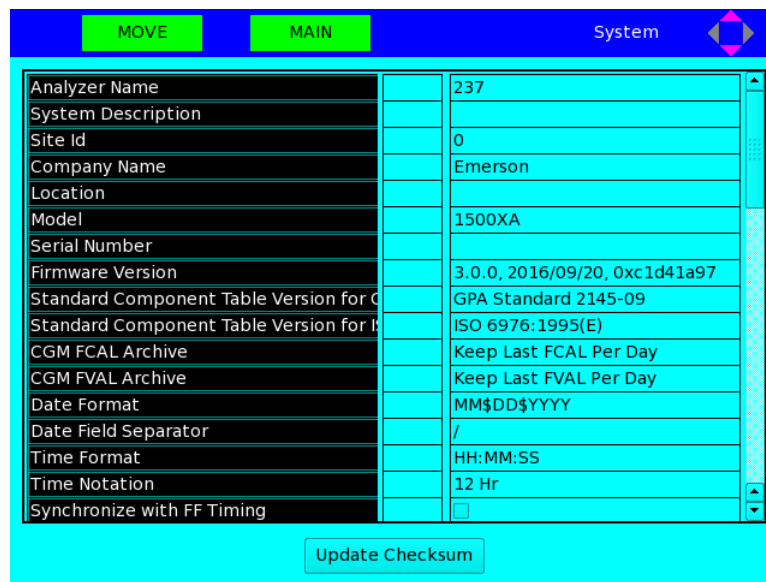 MOVE MAIN System
Analyzer Name 237
System Description
Site Id 0
Company Name Emerson
Location
Model 1500XA
Serial Number
Firmware Version 3.0.0, 2016/09/20, 0xc1d41a97
Standard Component Table Version for GPA Standard 2145-09
Standard Component Table Version for ISO 6976:1995(E)
CGM FCAL Archive Keep Last FCAL Per Day
CGM FVAL Archive Keep Last FVAL Per Day
Date Format MM$DD$YYYY
Date Field Separator /
Time Format HH:MM:SS
Time Notation 12 Hr
Synchronize with FF Timing
Update Checksum